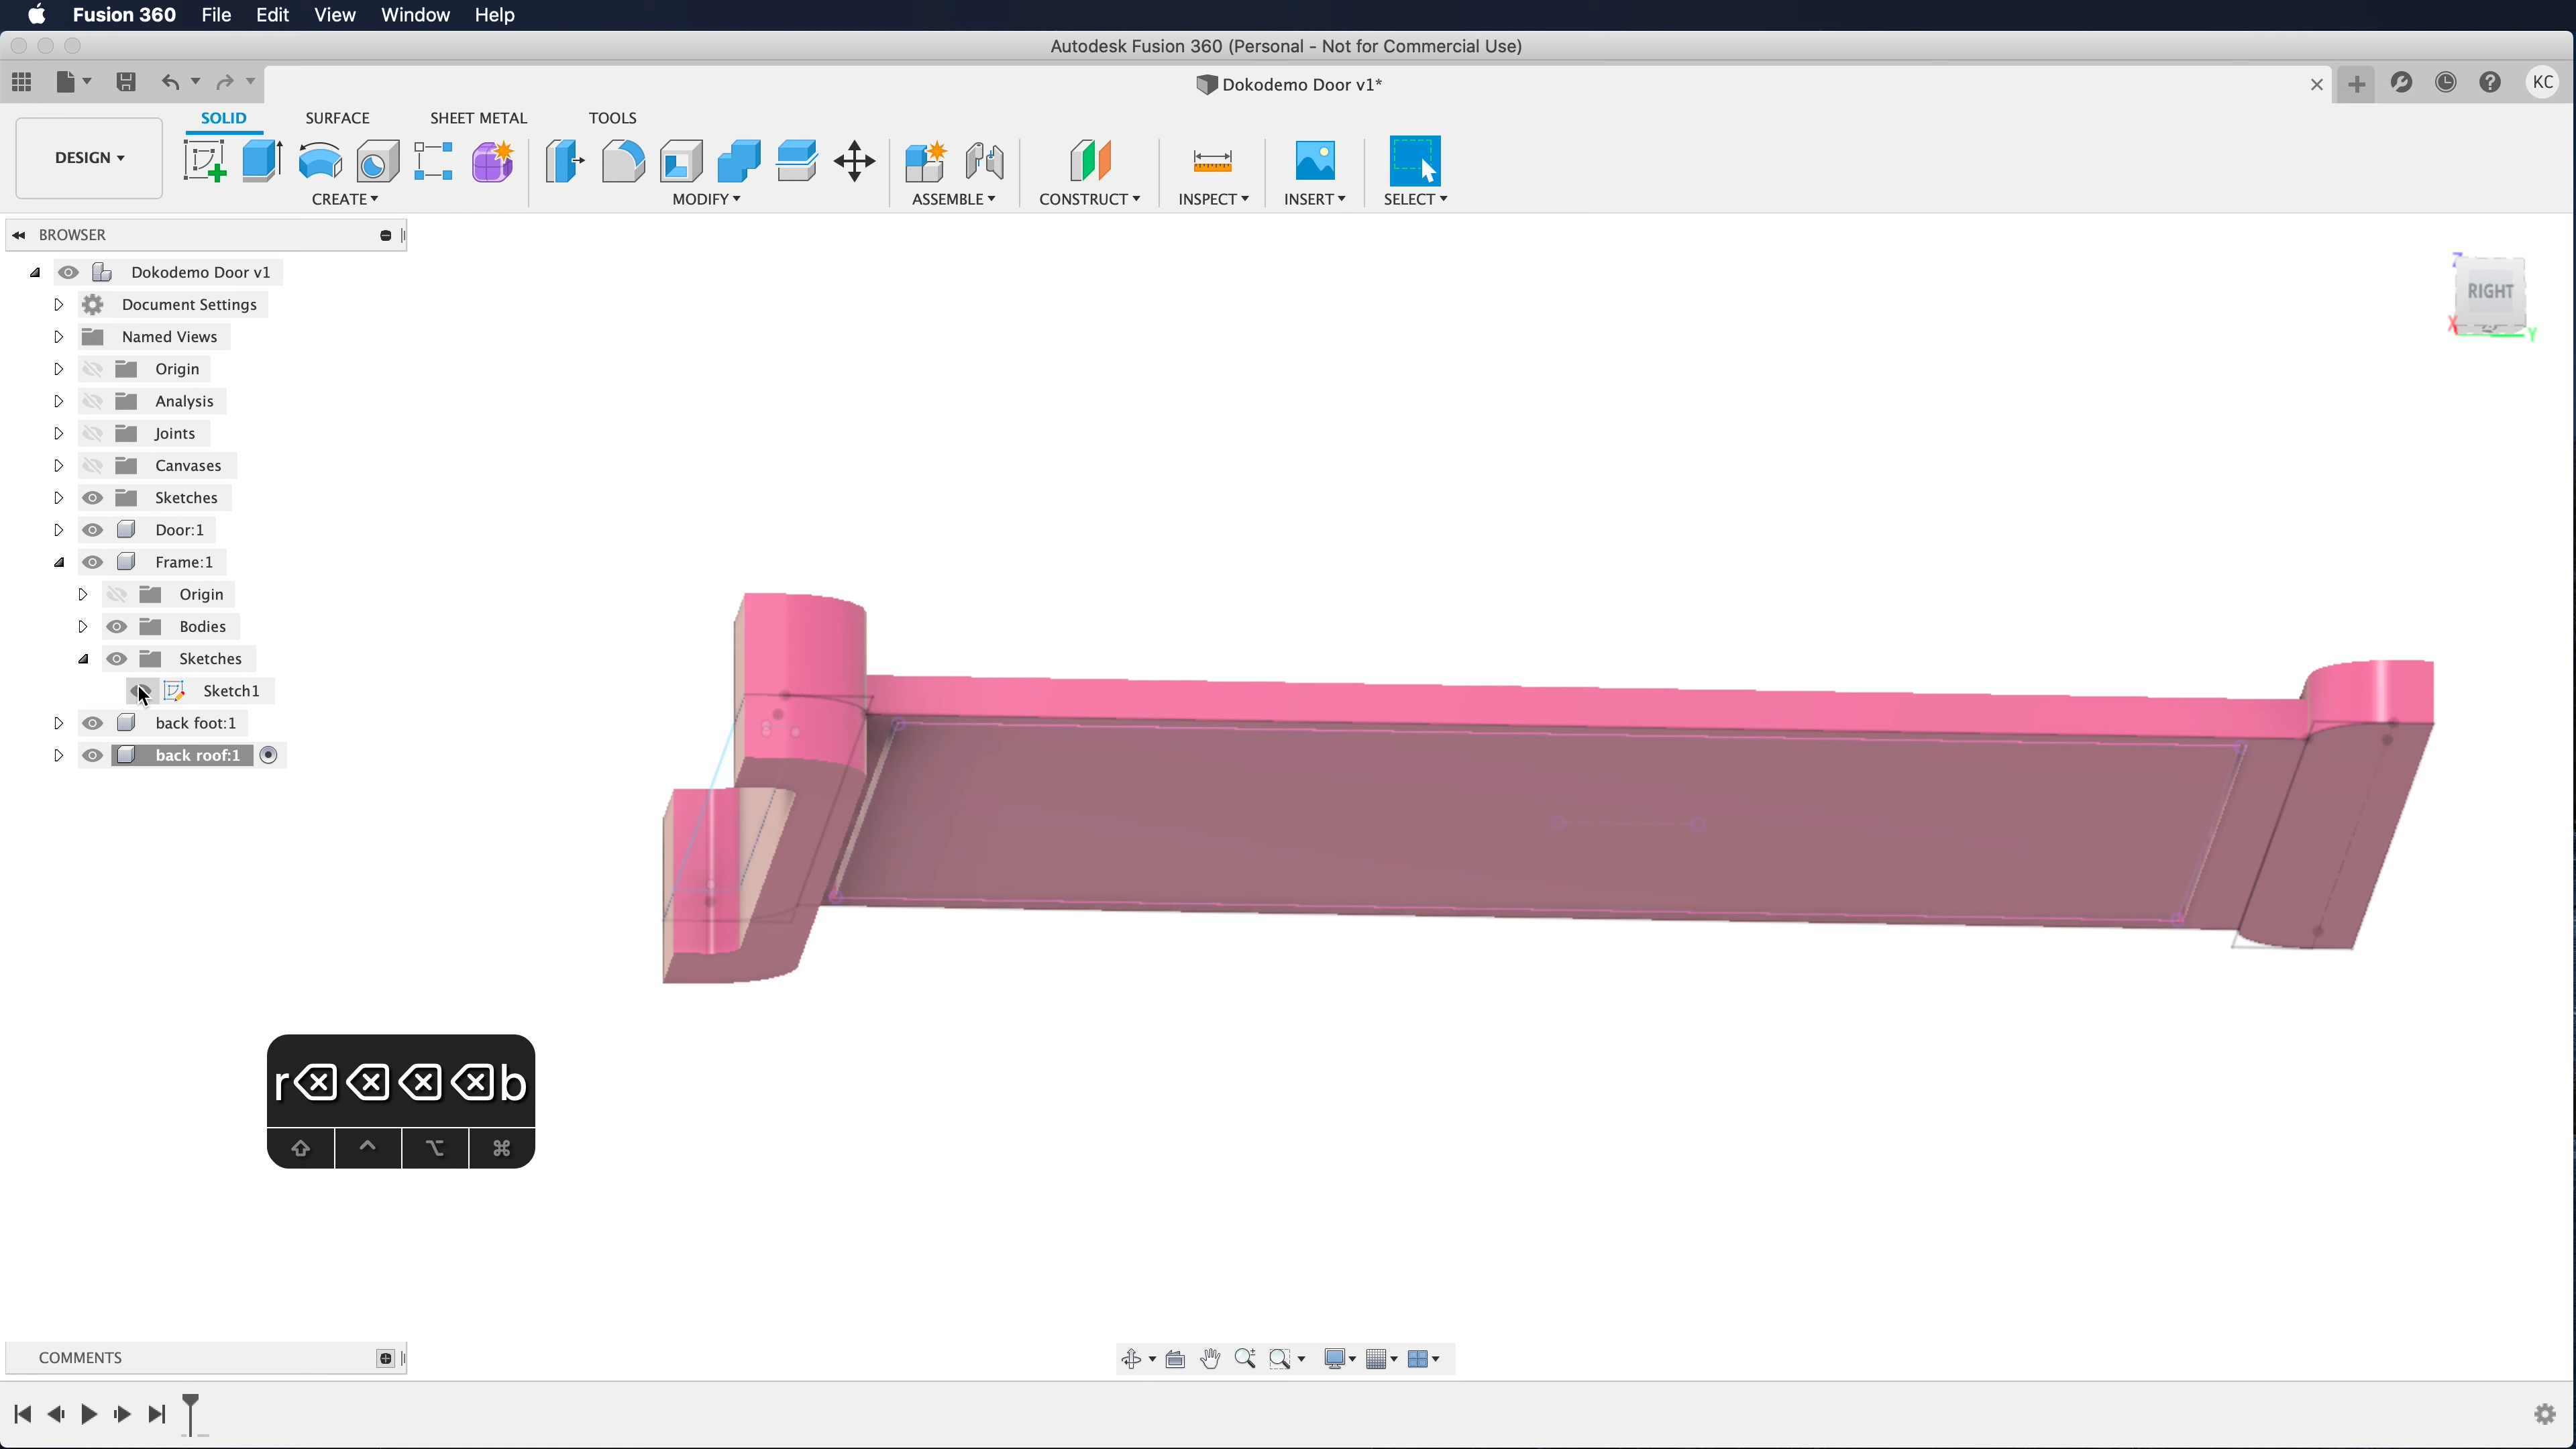 Fusion 360 File Edit View Window Help
Autodesk Fusion 360 (Personal - Not for Commercial Use)
Dokodemo Door v1*
KC
SOLID SURFACE SHEET METAL TOOLS
DESIGN
CREATE MODIFY ASSEMBLE CONSTRUCT INSPECT INSERT SELECT
BROWSER
Dokodemo Door v1
Document Settings
Named Views
Origin
Analysis
Joints
Canvases
Sketches
Door:1
Frame:1
Origin
Bodies
Sketches
Sketch1
back foot:1
back roof:1
Z
RIGHT
X
Y
r⌫⌫⌫⌫b
⇧ ^ ⌥ ⌘
COMMENTS